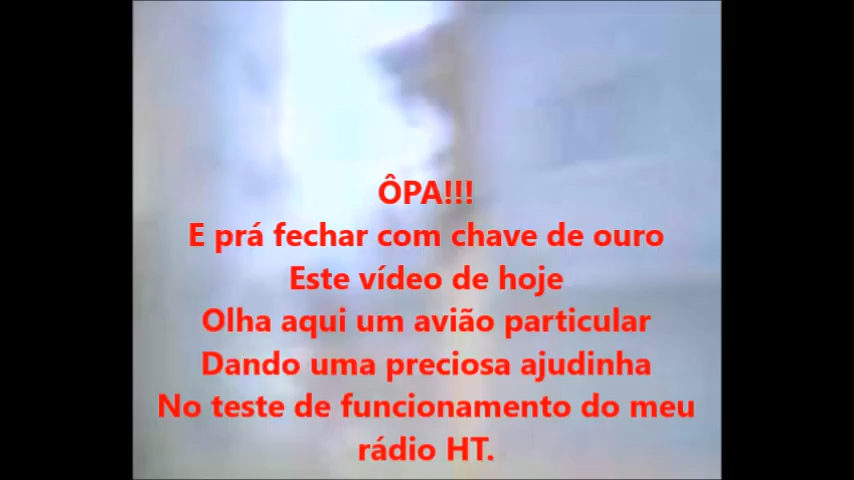 ÔPA!!!
E prá fechar com chave de ouro
Este vídeo de hoje
Olha aqui um avião particular
Dando uma preciosa ajudinha
No teste de funcionamento do meu
rádio HT.